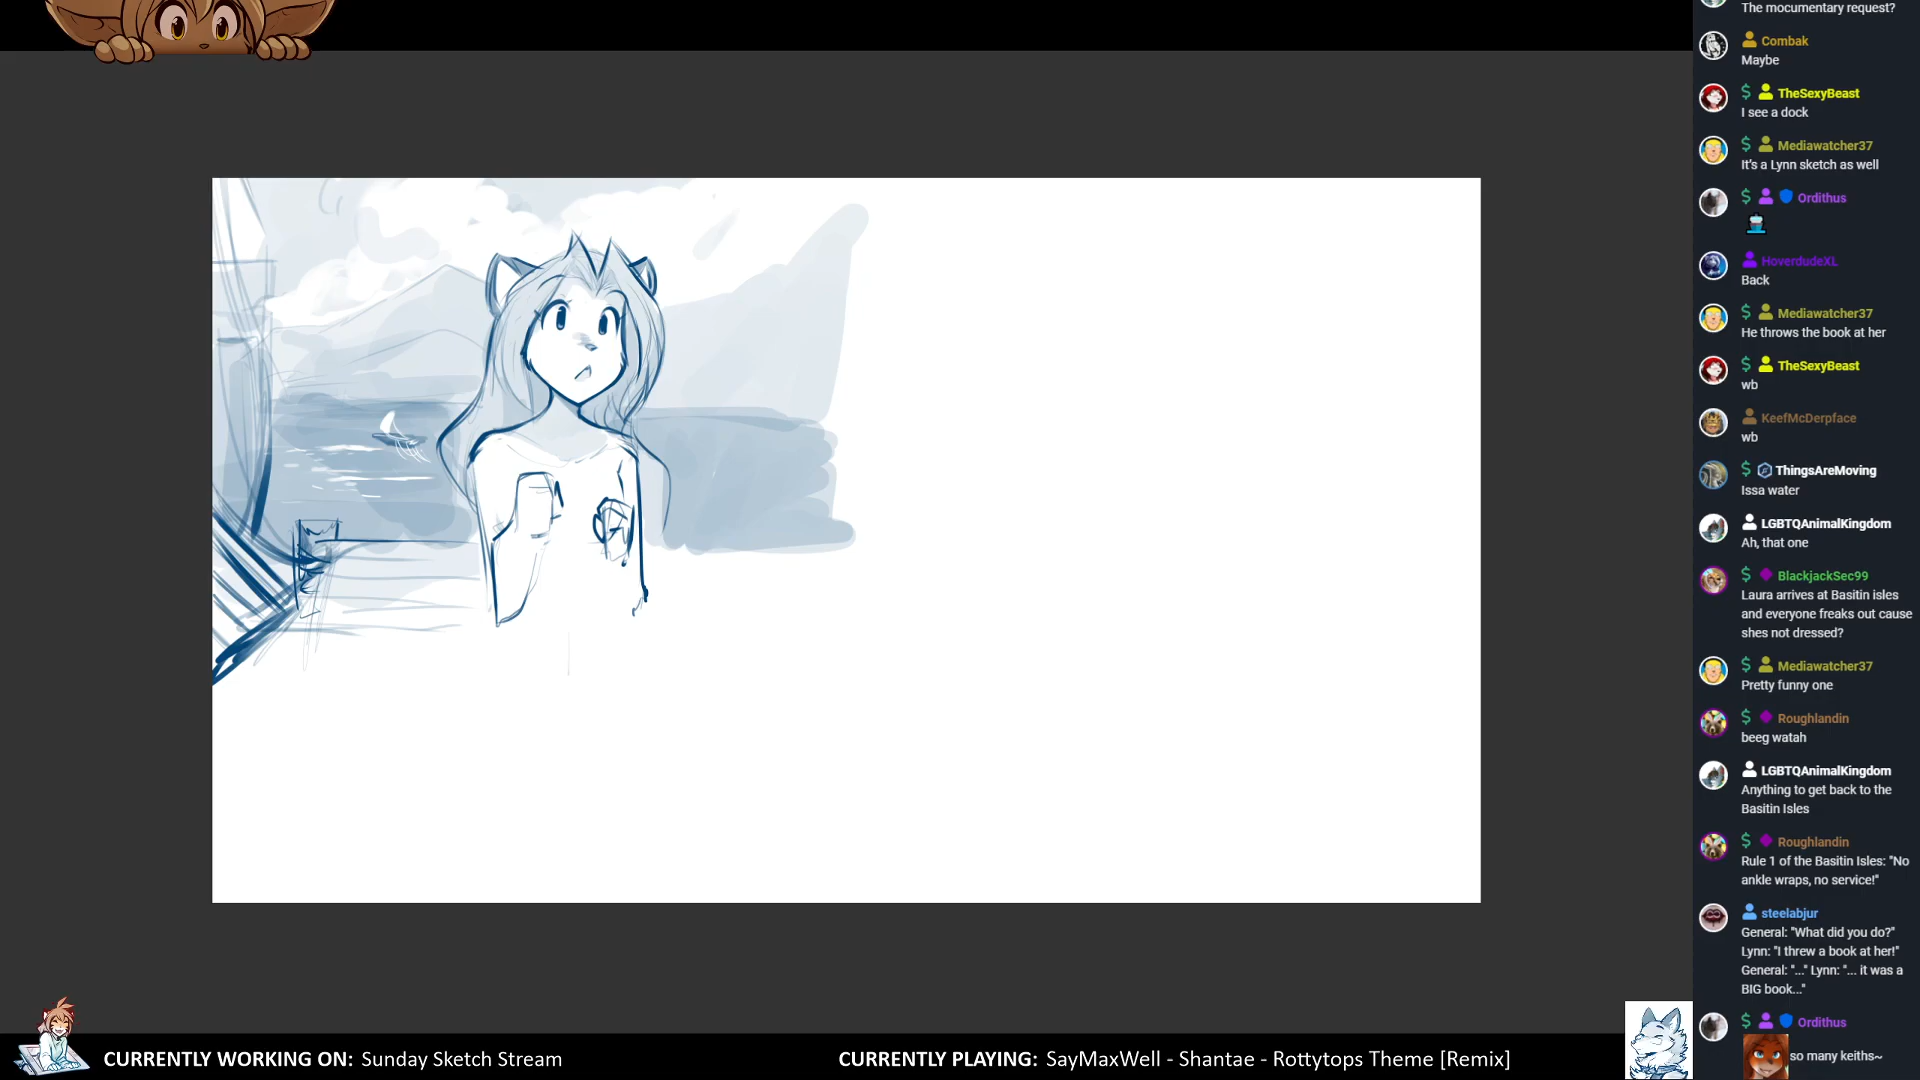 The mocumentary request?
Combak
Maybe
TheSexyBeast
I see a dock
Mediawatcher37
It's a Lynn sketch as well
Ordithus
HoverdudeXL
Back
Mediawatcher37
He throws the book at her
TheSexyBeast
wb
KeefMcDerpface
wb
ThingsAreMoving
Issa water
LGBTQAnimalKingdom
Ah, that one
BlackjackSec99
Laura arrives at Basitin isles
and everyone freaks out cause
shes not dressed?
Mediawatcher37
Pretty funny one
Roughlandin
beeg watah
LGBTQAnimalKingdom
Anything to get back to the
Basitin Isles
Roughlandin
Rule 1 of the Basitin Isles: "No
ankle wraps, no service!"
steelabjur
General: "What did you do?"
Lynn: "I threw a book at her!"
General: "..." Lynn: "... it was a
BIG book..."
Ordithus
so many keiths~
CURRENTLY WORKING ON: Sunday Sketch Stream
CURRENTLY PLAYING: SayMaxWell - Shantae - Rottytops Theme [Remix]